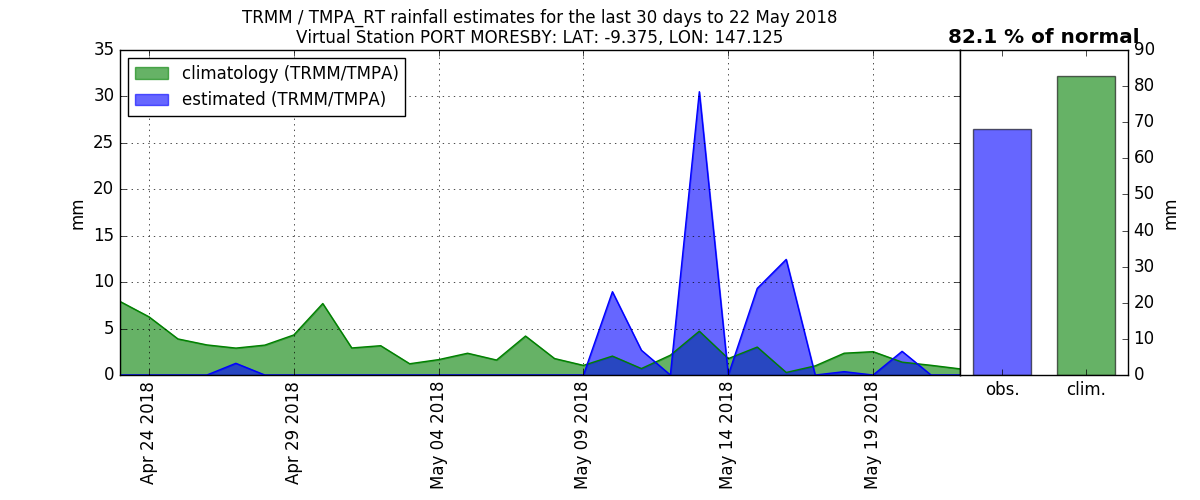 TRMM / TMPA_RT rainfall estimates for the last 30 days to 22 May 2018
Virtual Station PORT MORESBY: LAT: -9.375, LON: 147.125
82.1 % of normal
climatology (TRMM/TMPA)
estimated (TRMM/TMPA)
35
30
25
20
15
10
5
0
mm
Apr 24 2018
Apr 29 2018
May 04 2018
May 09 2018
May 14 2018
May 19 2018
90
80
70
60
50
40
30
20
10
0
mm
obs.
clim.